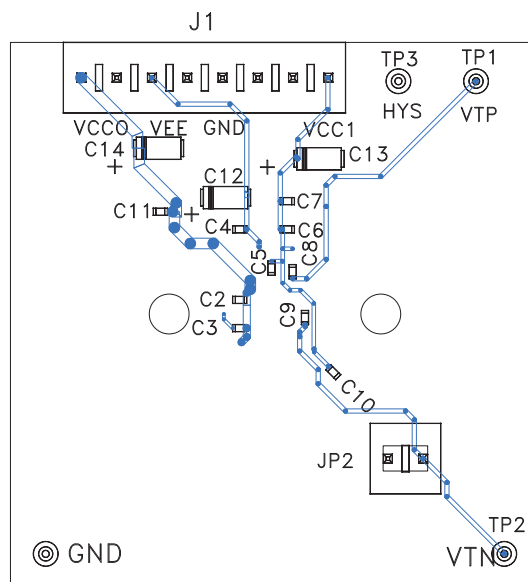 J1
TP3
TP1
HYS
VTP
VCCO VEE GND VCC1
C14
C13
C12
C7
C11
C4
C6
C8
C5
C2
C9
C3
C10
JP2
TP2
GND
VTN